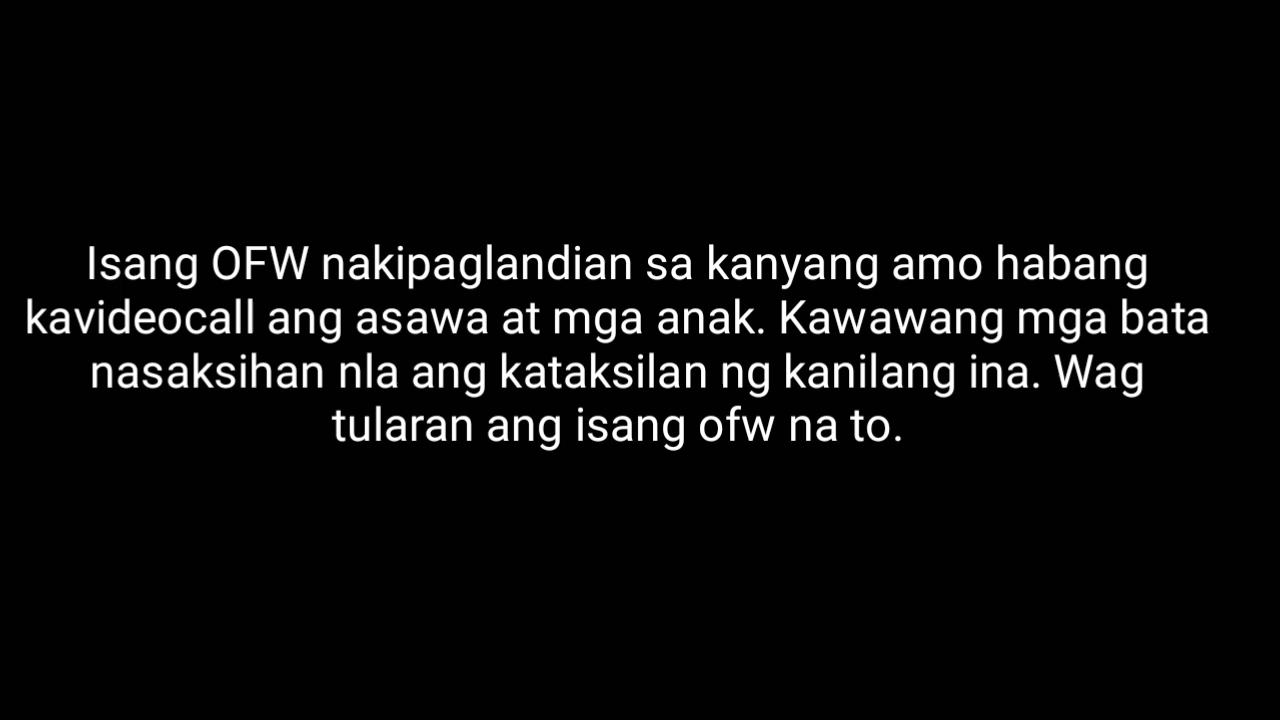 Isang OFW nakipaglandian sa kanyang amo habang
kavideocall ang asawa at mga anak. Kawawang mga bata
nasaksihan nla ang kataksilan ng kanilang ina. Wag
tularan ang isang ofw na to.